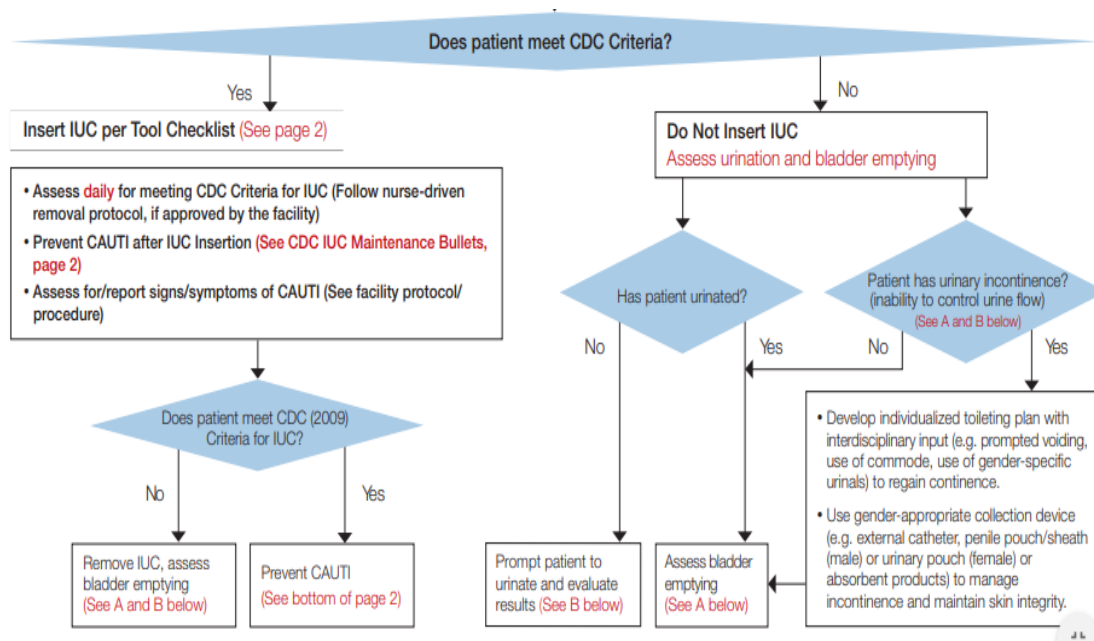 Does patient meet CDC Criteria?
Yes
No
Insert IUC per Tool Checklist (See page 2)
Do Not Insert IUC
Assess urination and bladder emptying
• Assess daily for meeting CDC Criteria for IUC (Follow nurse-driven
removal protocol, if approved by the facility)
• Prevent CAUTI after IUC Insertion (See CDC IUC Maintenance Bullets,
page 2)
• Assess for/report signs/symptoms of CAUTI (See facility protocol/
procedure)
Has patient urinated?
Patient has urinary incontinence?
(inability to control urine flow)
(See A and B below)
No
Yes
No
Yes
Does patient meet CDC (2009)
Criteria for IUC?
No
Yes
• Develop individualized toileting plan with
interdisciplinary input (e.g. prompted voiding,
use of commode, use of gender-specific
urinals) to regain continence.
• Use gender-appropriate collection device
(e.g. external catheter, penile pouch/sheath
(male) or urinary pouch (female) or
absorbent products) to manage
incontinence and maintain skin integrity.
Remove IUC, assess
bladder emptying
(See A and B below)
Prevent CAUTI
(See bottom of page 2)
Prompt patient to
urinate and evaluate
results (See B below)
Assess bladder
emptying
(See A below)